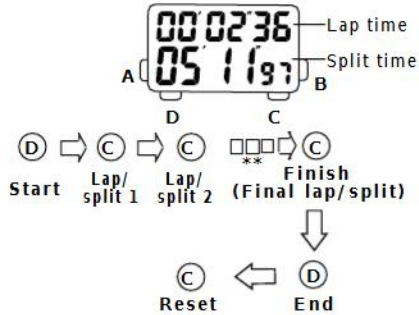 00'02"36 Lap time
05'11"97 Split time
A B
D C
D C C ** C
Start Lap/ split 1 Lap/ split 2 Finish
(Final lap/split)
C D
Reset End